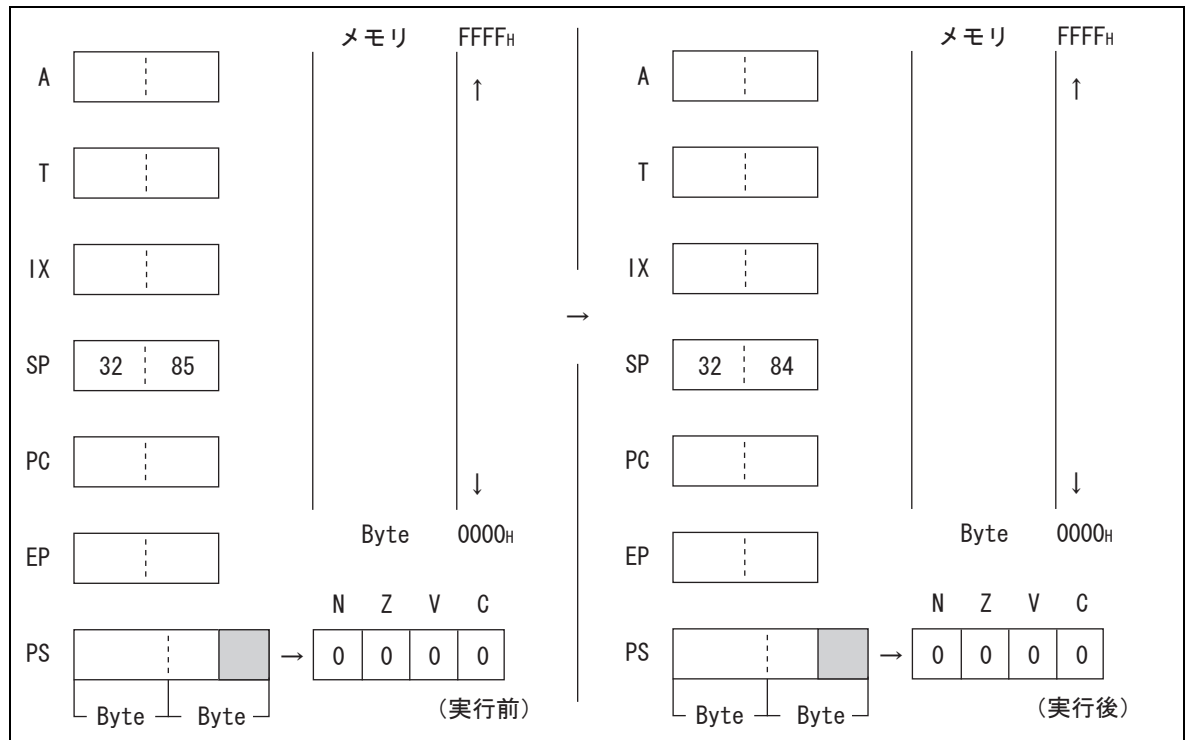 メモリ FFFFH
A
↑
T
IX
SP 32 85
PC
↓
Byte 0000H
EP
N Z V C
PS → 0 0 0 0
Byte Byte (実行前)
→
メモリ FFFFH
A
↑
T
IX
SP 32 84
PC
↓
Byte 0000H
EP
N Z V C
PS → 0 0 0 0
Byte Byte (実行後)